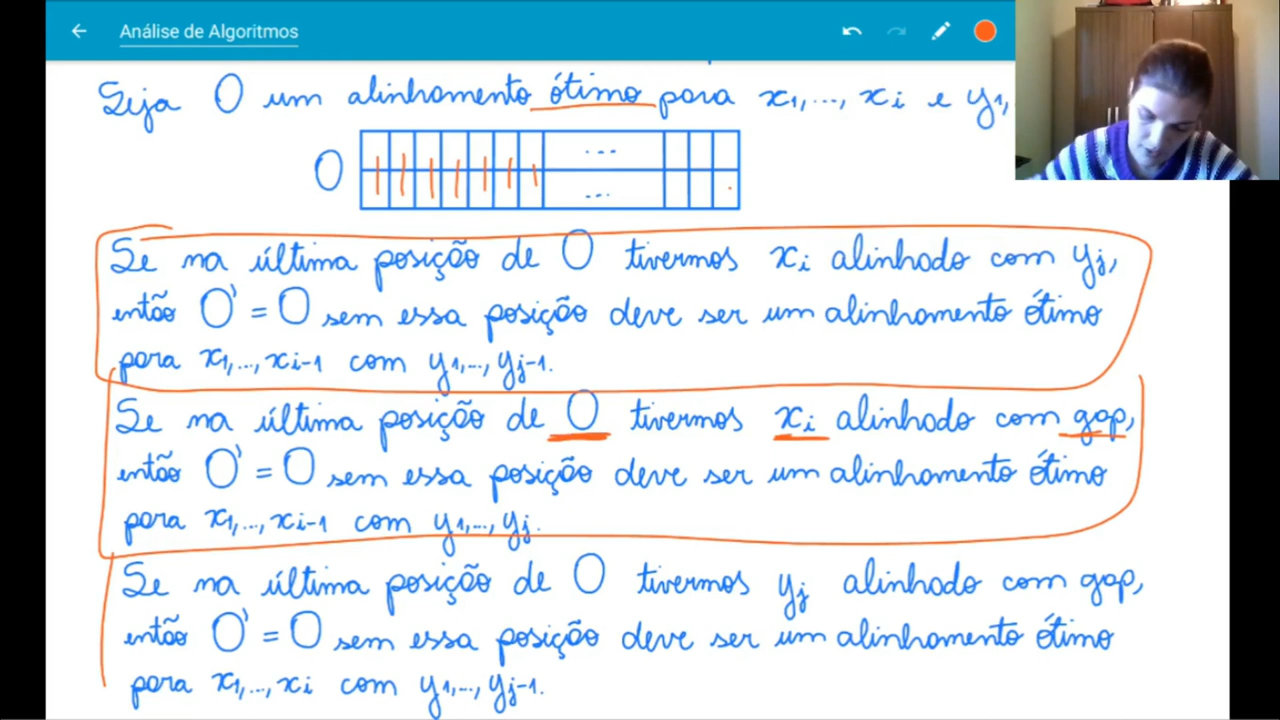 Análise de Algoritmos
Seja O um alinhamento ótimo para x1,..., xi e y1,
O
...
...
Se na última posição de O tivermos xi alinhado com yj,
então O' = O sem essa posição deve ser um alinhamento ótimo
para x1,..., xi-1 com y1,..., yj-1.
Se na última posição de O tivermos xi alinhado com gap,
então O' = O sem essa posição deve ser um alinhamento ótimo
para x1,..., xi-1 com y1,..., yj.
Se na última posição de O tivermos yj alinhado com gap,
então O' = O sem essa posição deve ser um alinhamento ótimo
para x1,..., xi com y1,..., yj-1.